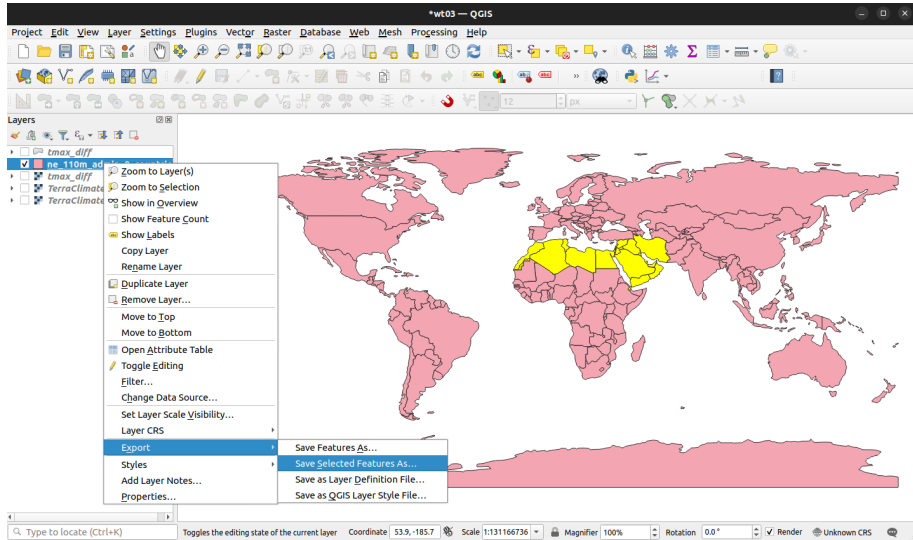 *wt03 — QGIS
Project Edit View Layer Settings Plugins Vector Raster Database Web Mesh Processing Help
abc
abc
abc
»
12
px
Layers
tmax_diff
ne_110m_ad
tmax_diff
TerraClimate
TerraClimate
Zoom to Layer(s)
Zoom to Selection
Show in Overview
Show Feature Count
Show Labels
Copy Layer
Rename Layer
Duplicate Layer
Remove Layer...
Move to Top
Move to Bottom
Open Attribute Table
Toggle Editing
Filter...
Change Data Source...
Set Layer Scale Visibility...
Layer CRS
Export
Styles
Add Layer Notes...
Properties...
Save Features As...
Save Selected Features As...
Save as Layer Definition File...
Save as QGIS Layer Style File...
Type to locate (Ctrl+K)
Toggles the editing state of the current layer
Coordinate 53.9,-185.7
Scale 1:131166736
Magnifier 100%
Rotation 0.0 °
Render
Unknown CRS